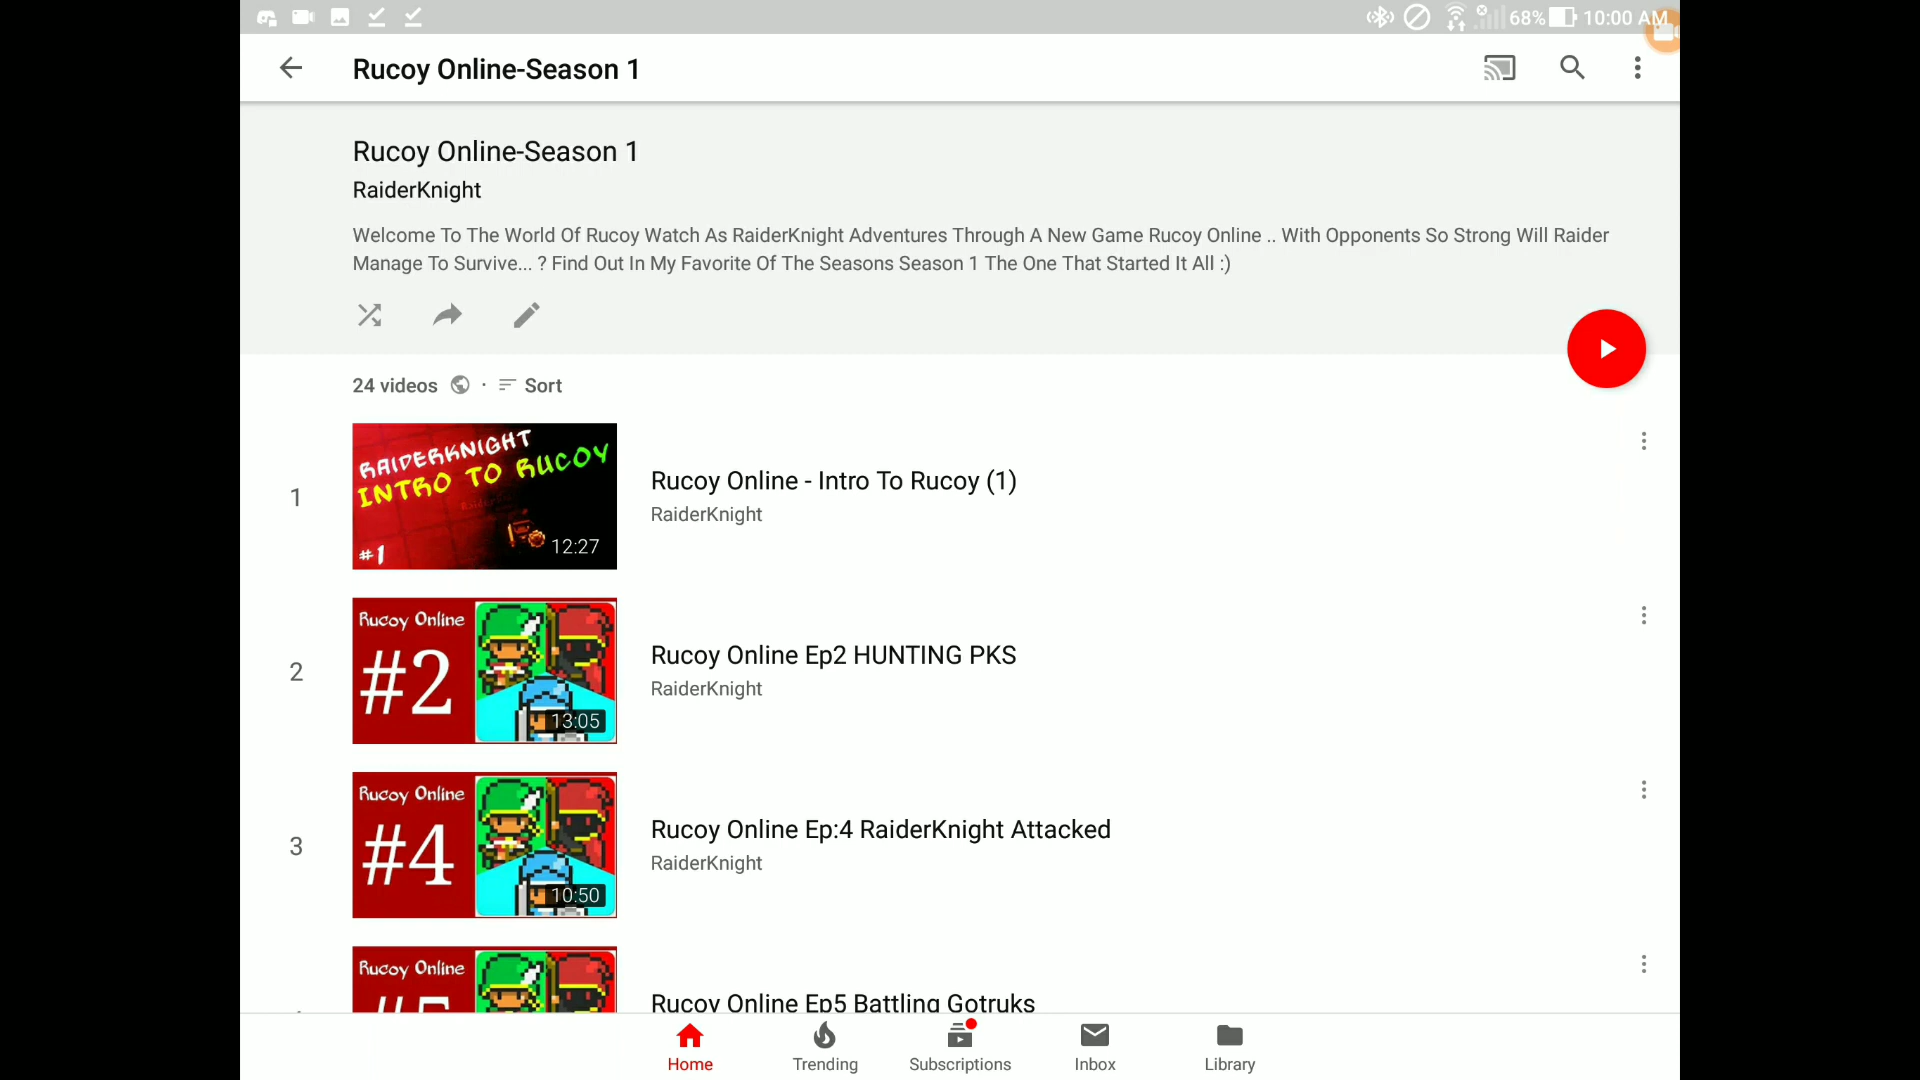 68% 10:00 AM
Rucoy Online-Season 1
Rucoy Online-Season 1
RaiderKnight
Welcome To The World Of Rucoy Watch As RaiderKnight Adventures Through A New Game Rucoy Online .. With Opponents So Strong Will Raider
Manage To Survive... ? Find Out In My Favorite Of The Seasons Season 1 The One That Started It All :)
24 videos · Sort
1
RAIDERKNIGHT
INTRO TO RUCOY
#1
12:27
Rucoy Online - Intro To Rucoy (1)
RaiderKnight
2
Rucoy Online
#2
13:05
Rucoy Online Ep2 HUNTING PKS
RaiderKnight
3
Rucoy Online
#4
10:50
Rucoy Online Ep:4 RaiderKnight Attacked
RaiderKnight
Rucoy Online
#5
Rucoy Online Ep5 Battling Gotruks
Home
Trending
Subscriptions
Inbox
Library